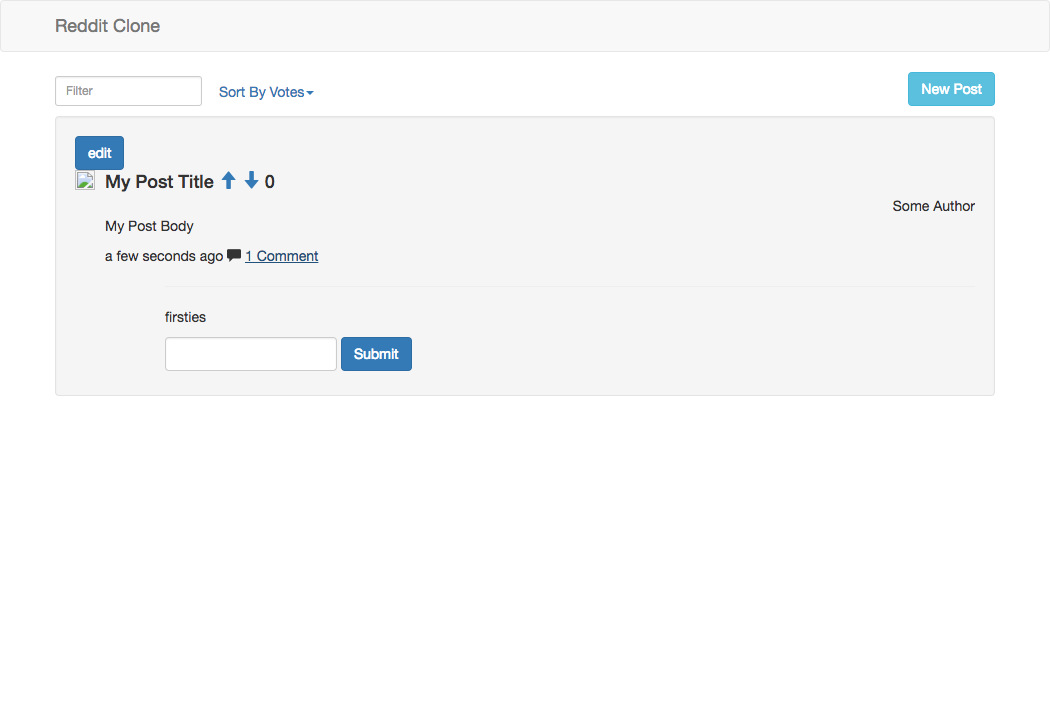 Reddit Clone
Filter
Sort By Votes
New Post
edit
My Post Title 0
Some Author
My Post Body
a few seconds ago 1 Comment
firsties
Submit